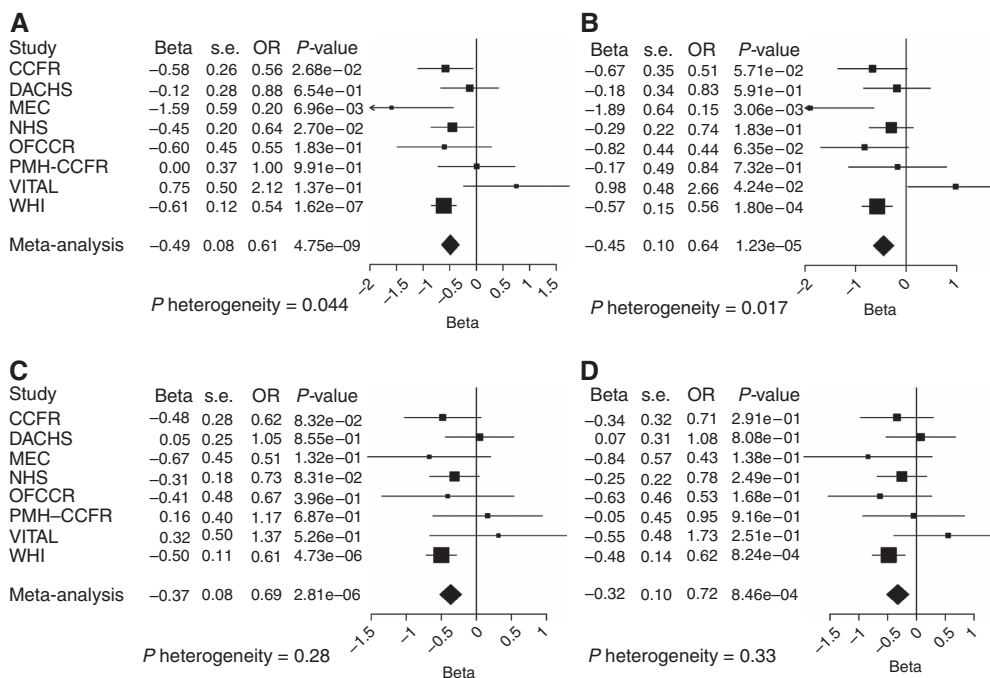 A
Study Beta s.e. OR P-value
CCFR −0.58 0.26 0.56 2.68e−02
DACHS −0.12 0.28 0.88 6.54e−01
MEC −1.59 0.59 0.20 6.96e−03
NHS −0.45 0.20 0.64 2.70e−02
OFCCR −0.60 0.45 0.55 1.83e−01
PMH-CCFR 0.00 0.37 1.00 9.91e−01
VITAL 0.75 0.50 2.12 1.37e−01
WHI −0.61 0.12 0.54 1.62e−07
Meta-analysis −0.49 0.08 0.61 4.75e−09
−2 −1.5 −1 −0.5 0 0.5 1 1.5
P heterogeneity = 0.044
Beta
B
Beta s.e. OR P-value
−0.67 0.35 0.51 5.71e−02
−0.18 0.34 0.83 5.91e−01
−1.89 0.64 0.15 3.06e−03
−0.29 0.22 0.74 1.83e−01
−0.82 0.44 0.44 6.35e−02
−0.17 0.49 0.84 7.32e−01
0.98 0.48 2.66 4.24e−02
−0.57 0.15 0.56 1.80e−04
−0.45 0.10 0.64 1.23e−05
−2 −1 0 1
P heterogeneity = 0.017
Beta
C
Study Beta s.e. OR P-value
CCFR −0.48 0.28 0.62 8.32e−02
DACHS 0.05 0.25 1.05 8.55e−01
MEC −0.67 0.45 0.51 1.32e−01
NHS −0.31 0.18 0.73 8.31e−02
OFCCR −0.41 0.48 0.67 3.96e−01
PMH−CCFR 0.16 0.40 1.17 6.87e−01
VITAL 0.32 0.50 1.37 5.26e−01
WHI −0.50 0.11 0.61 4.73e−06
Meta-analysis −0.37 0.08 0.69 2.81e−06
−1.5 −1 −0.5 0 0.5 1
P heterogeneity = 0.28
Beta
D
Beta s.e. OR P-value
−0.34 0.32 0.71 2.91e−01
0.07 0.31 1.08 8.08e−01
−0.84 0.57 0.43 1.38e−01
−0.25 0.22 0.78 2.49e−01
−0.63 0.46 0.53 1.68e−01
−0.05 0.45 0.95 9.16e−01
−0.55 0.48 1.73 2.51e−01
−0.48 0.14 0.62 8.24e−04
−0.32 0.10 0.72 8.46e−04
−1.5 −1 −0.5 0 0.5 1
P heterogeneity = 0.33
Beta